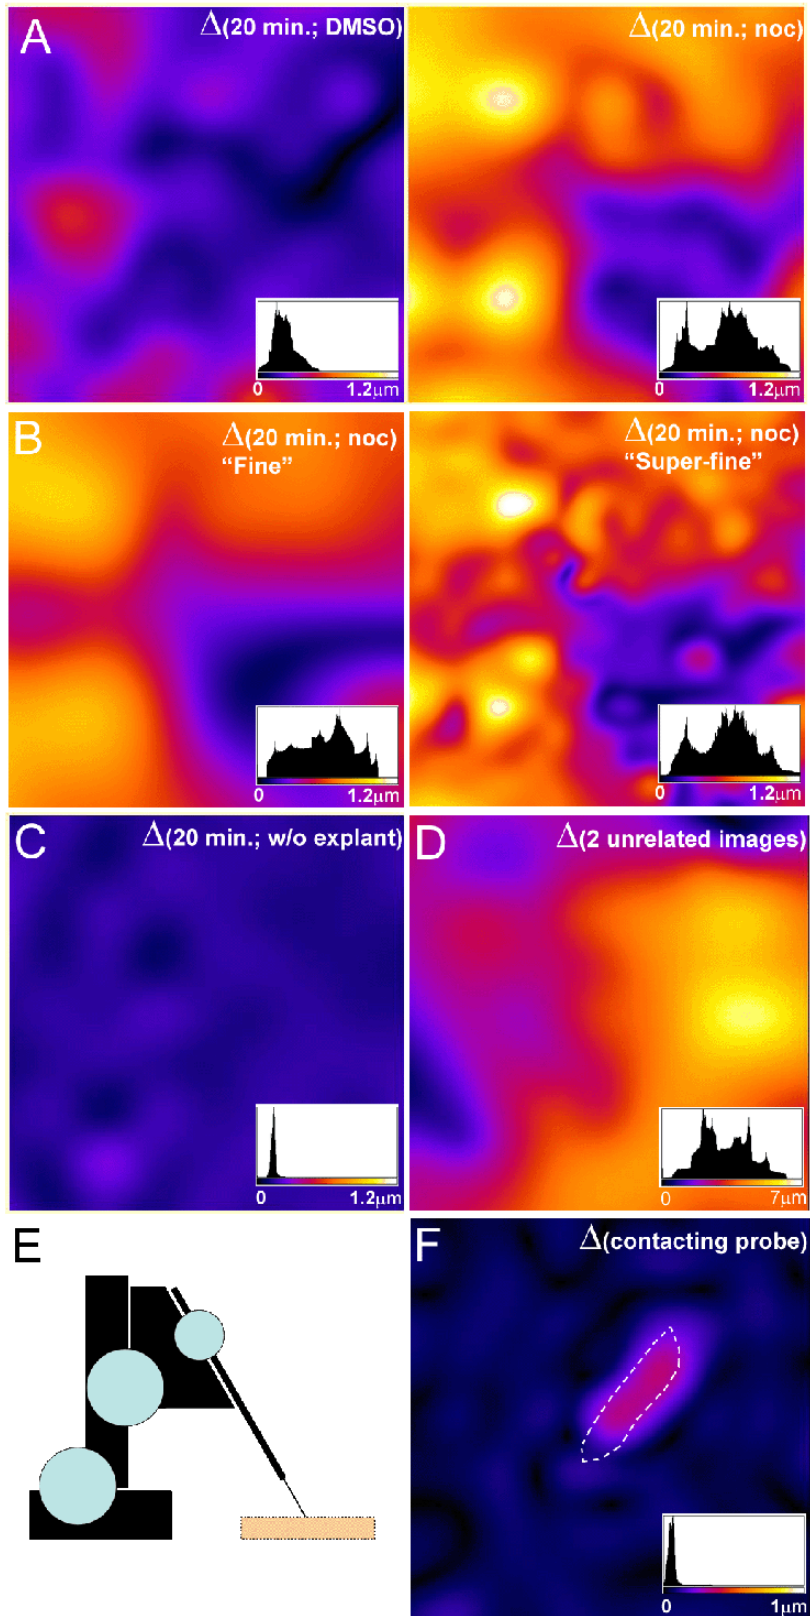 A
Δ(20 min.; DMSO)
0 1.2μm
Δ(20 min.; noc)
0 1.2μm
B
Δ(20 min.; noc)
“Fine”
0 1.2μm
Δ(20 min.; noc)
“Super-fine”
0 1.2μm
C
Δ(20 min.; w/o explant)
0 1.2μm
D
Δ(2 unrelated images)
0 7μm
E
F
Δ(contacting probe)
0 1μm